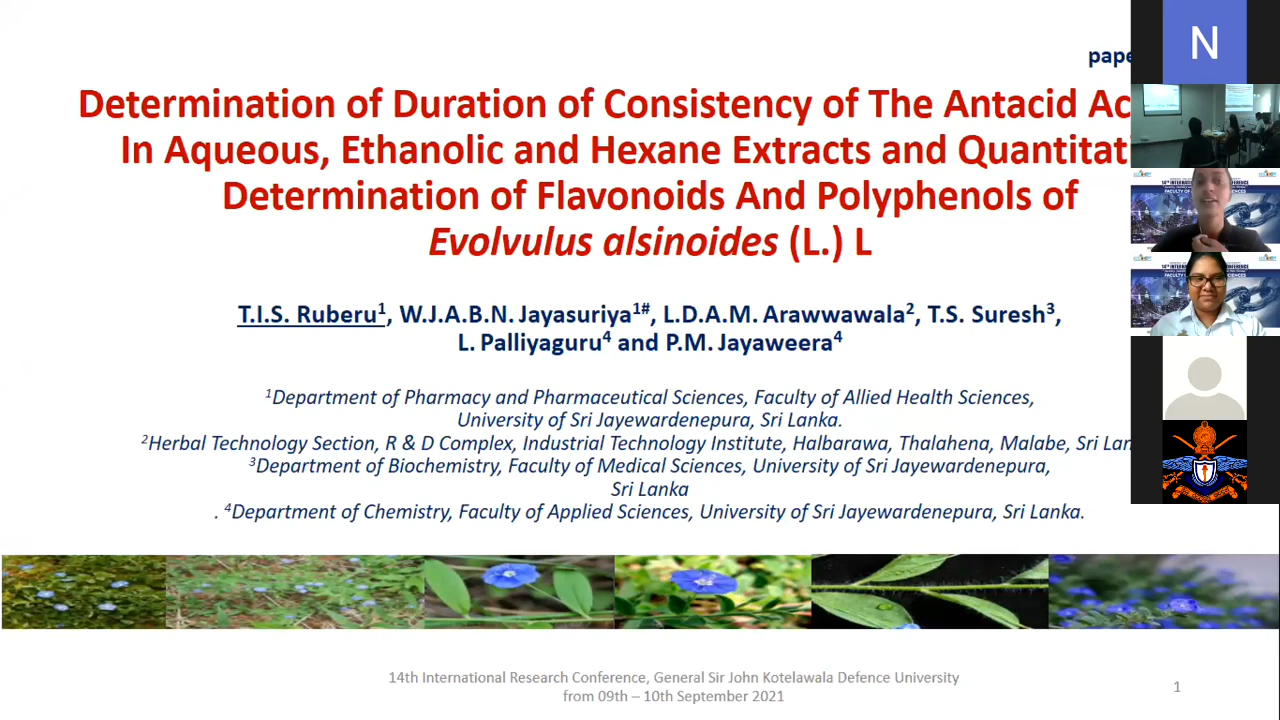 N
pape
Determination of Duration of Consistency of The Antacid Ac
In Aqueous, Ethanolic and Hexane Extracts and Quantitati
Determination of Flavonoids And Polyphenols of
Evolvulus alsinoides (L.) L
T.I.S. Ruberu1, W.J.A.B.N. Jayasuriya1#, L.D.A.M. Arawwawala2, T.S. Suresh3,
L. Palliyaguru4 and P.M. Jayaweera4
1Department of Pharmacy and Pharmaceutical Sciences, Faculty of Allied Health Sciences,
University of Sri Jayewardenepura, Sri Lanka.
2Herbal Technology Section, R & D Complex, Industrial Technology Institute, Halbarawa, Thalahena, Malabe, Sri Lan
3Department of Biochemistry, Faculty of Medical Sciences, University of Sri Jayewardenepura,
Sri Lanka
. 4Department of Chemistry, Faculty of Applied Sciences, University of Sri Jayewardenepura, Sri Lanka.
14th International Research Conference, General Sir John Kotelawala Defence University
from 09th – 10th September 2021
1